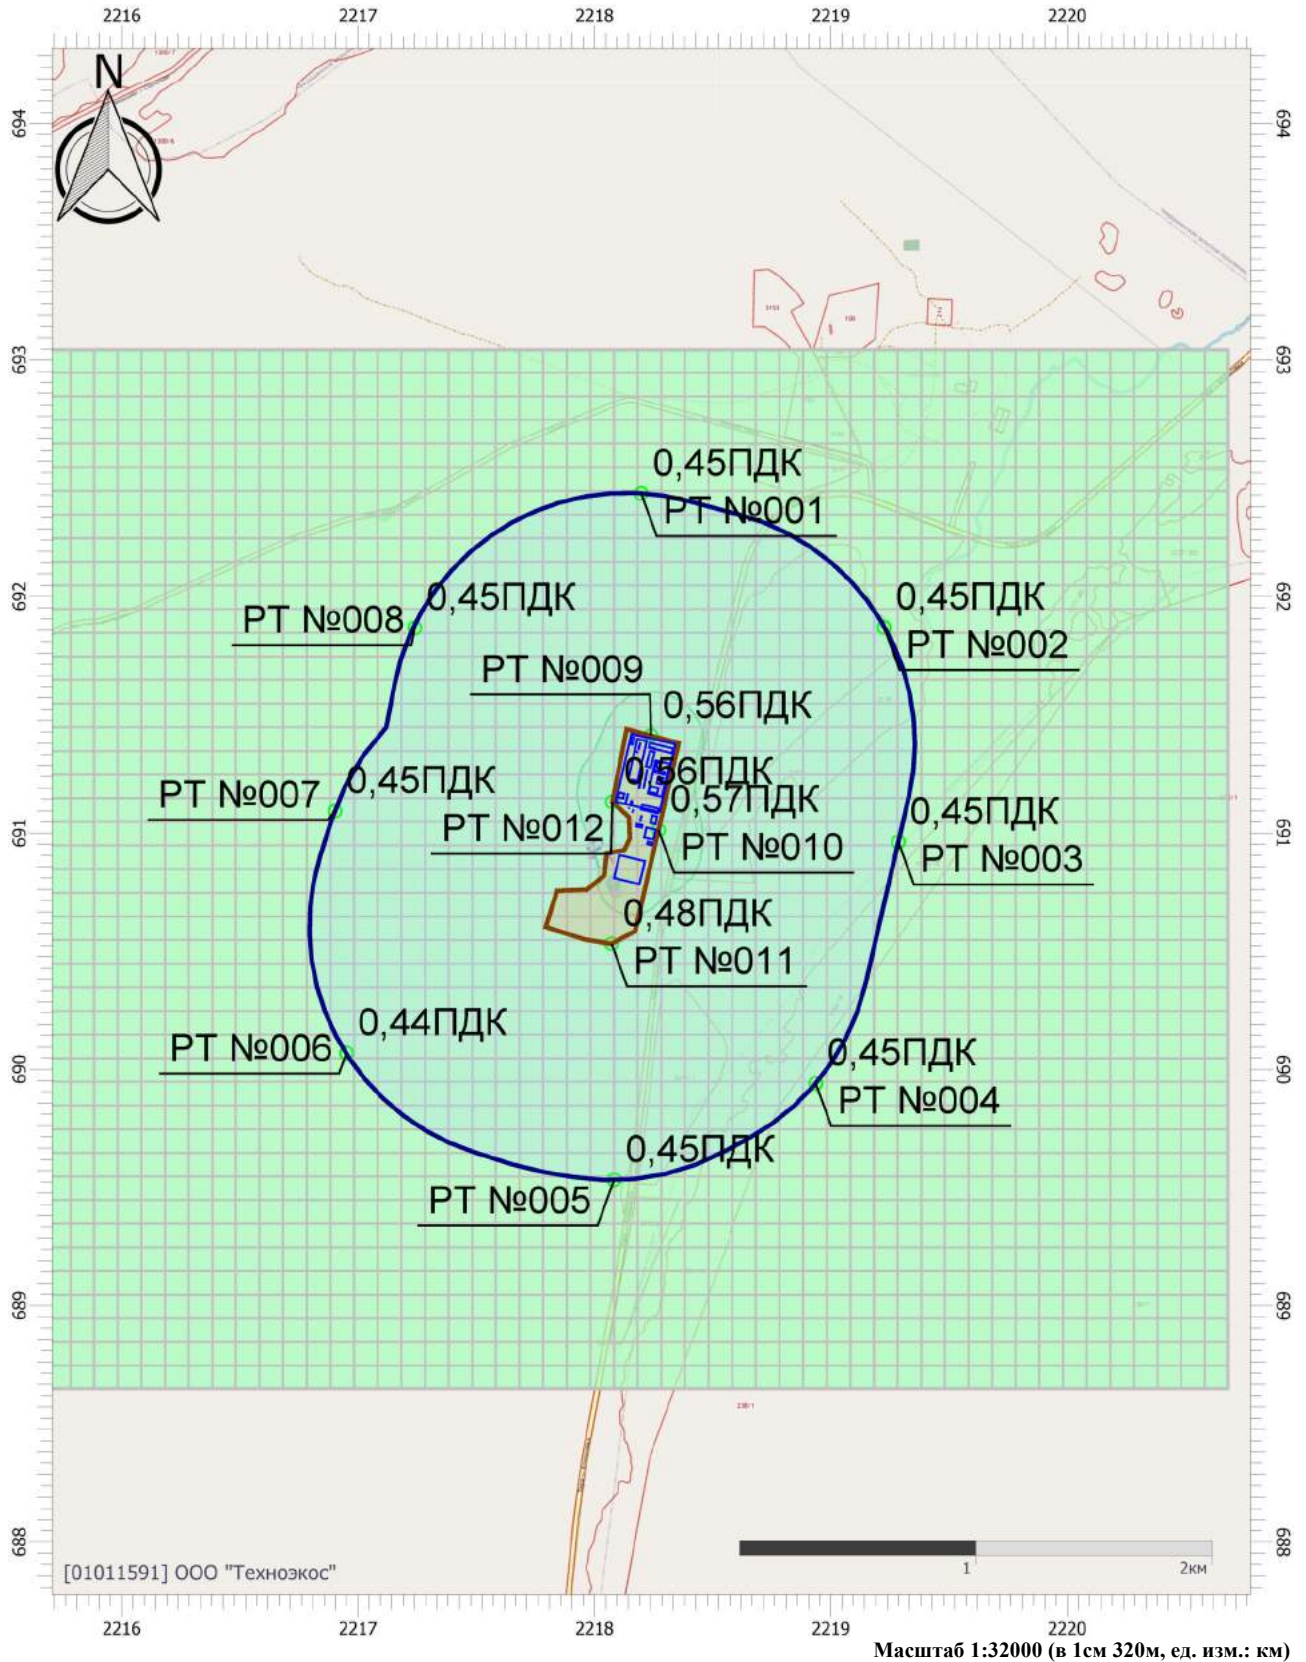 2216 2217 2218 2219 2220
N
694 694
693 693
0,45ПДК
РТ №001
692 692
0,45ПДК
РТ №008
0,45ПДК
РТ №002
РТ №009
0,56ПДК
0,56ПДК
0,45ПДК
РТ №007
0,57ПДК
РТ №012
РТ №010
0,45ПДК
РТ №003
691 691
0,48ПДК
РТ №011
0,44ПДК
РТ №006
690 690
0,45ПДК
РТ №004
0,45ПДК
РТ №005
689 689
238/1
688 688
1 2км
[01011591] ООО "Техноэкос"
2216 2217 2218 2219 2220
Масштаб 1:32000 (в 1см 320м, ед. изм.: км)